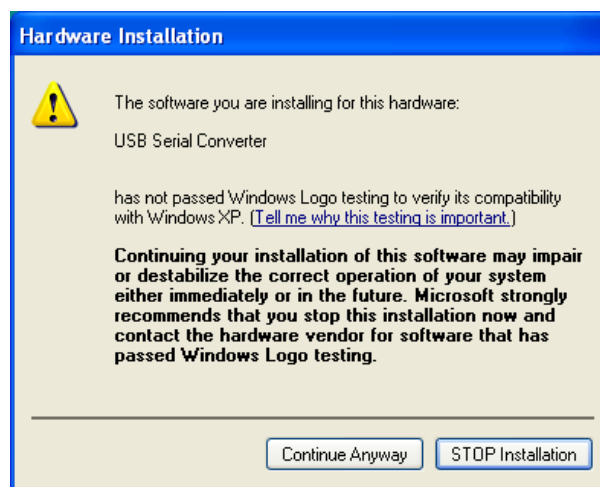 Hardware Installation
The software you are installing for this hardware:
USB Serial Converter
has not passed Windows Logo testing to verify its compatibility
with Windows XP. (Tell me why this testing is important.)
Continuing your installation of this software may impair
or destabilize the correct operation of your system
either immediately or in the future. Microsoft strongly
recommends that you stop this installation now and
contact the hardware vendor for software that has
passed Windows Logo testing.
Continue Anyway STOP Installation